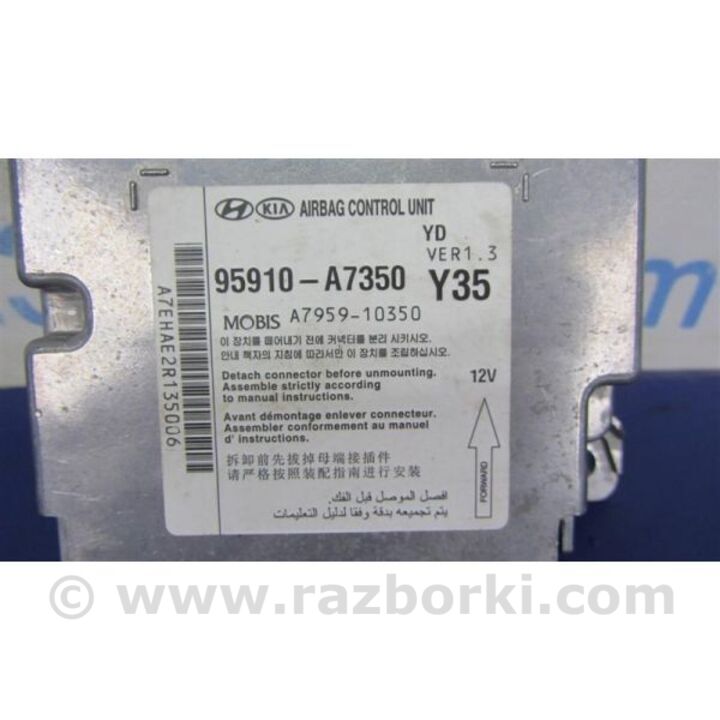 HYUNDAI KIA AIRBAG CONTROL UNIT
YD
VER1.3
95910-A7350 Y35
MOBIS A7959-10350
이 장치를 떼어내기 전에 커넥터를 분리 시키시오.
안내 책자의 지침에 따라서만 이 장치를 조립하십시오.
Detach connector before unmounting.
Assemble strictly according
to manual instructions.
12V
Avant démontage enlever connecteur.
Assembler conformement au manuel
d' instructions.
拆卸前先拔掉母端接插件
请严格按照装配指南进行安装
افصل الموصل قبل الفك.
يتم تجميعه بدقة وفقا لدليل التعليمات
FORWARD
A7EHAE2R135006
© www.razborki.com